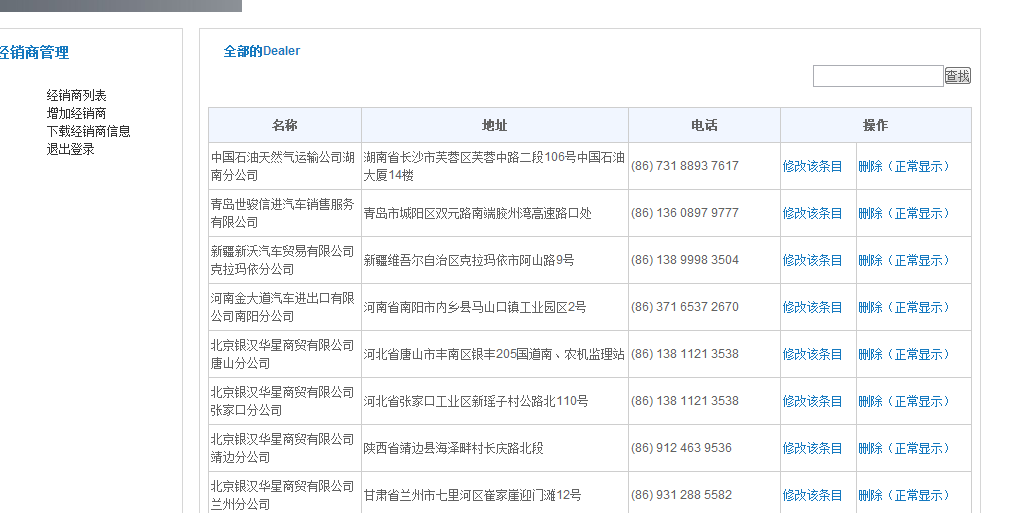 经销商管理
经销商列表
增加经销商
下载经销商信息
退出登录
全部的Dealer
查找
名称 地址 电话 操作
中国石油天然气运输公司湖
南分公司
湖南省长沙市芙蓉区芙蓉中路二段106号中国石油
大厦14楼
(86) 731 8893 7617
修改该条目 删除（正常显示）
青岛世骏信进汽车销售服务
有限公司
青岛市城阳区双元路南端胶州湾高速路口处
(86) 136 0897 9777
修改该条目 删除（正常显示）
新疆新沃汽车贸易有限公司
克拉玛依分公司
新疆维吾尔自治区克拉玛依市阿山路9号
(86) 138 9998 3504
修改该条目 删除（正常显示）
河南金大道汽车进出口有限
公司南阳分公司
河南省南阳市内乡县马山口镇工业园区2号
(86) 371 6537 2670
修改该条目 删除（正常显示）
北京银汉华星商贸有限公司
唐山分公司
河北省唐山市丰南区银丰205国道南、农机监理站
(86) 138 1121 3538
修改该条目 删除（正常显示）
北京银汉华星商贸有限公司
张家口分公司
河北省张家口工业区新瑶子村公路北110号
(86) 138 1121 3538
修改该条目 删除（正常显示）
北京银汉华星商贸有限公司
靖边分公司
陕西省靖边县海泽畔村长庆路北段
(86) 912 463 9536
修改该条目 删除（正常显示）
北京银汉华星商贸有限公司
兰州分公司
甘肃省兰州市七里河区崔家崖迎门滩12号
(86) 931 288 5582
修改该条目 删除（正常显示）